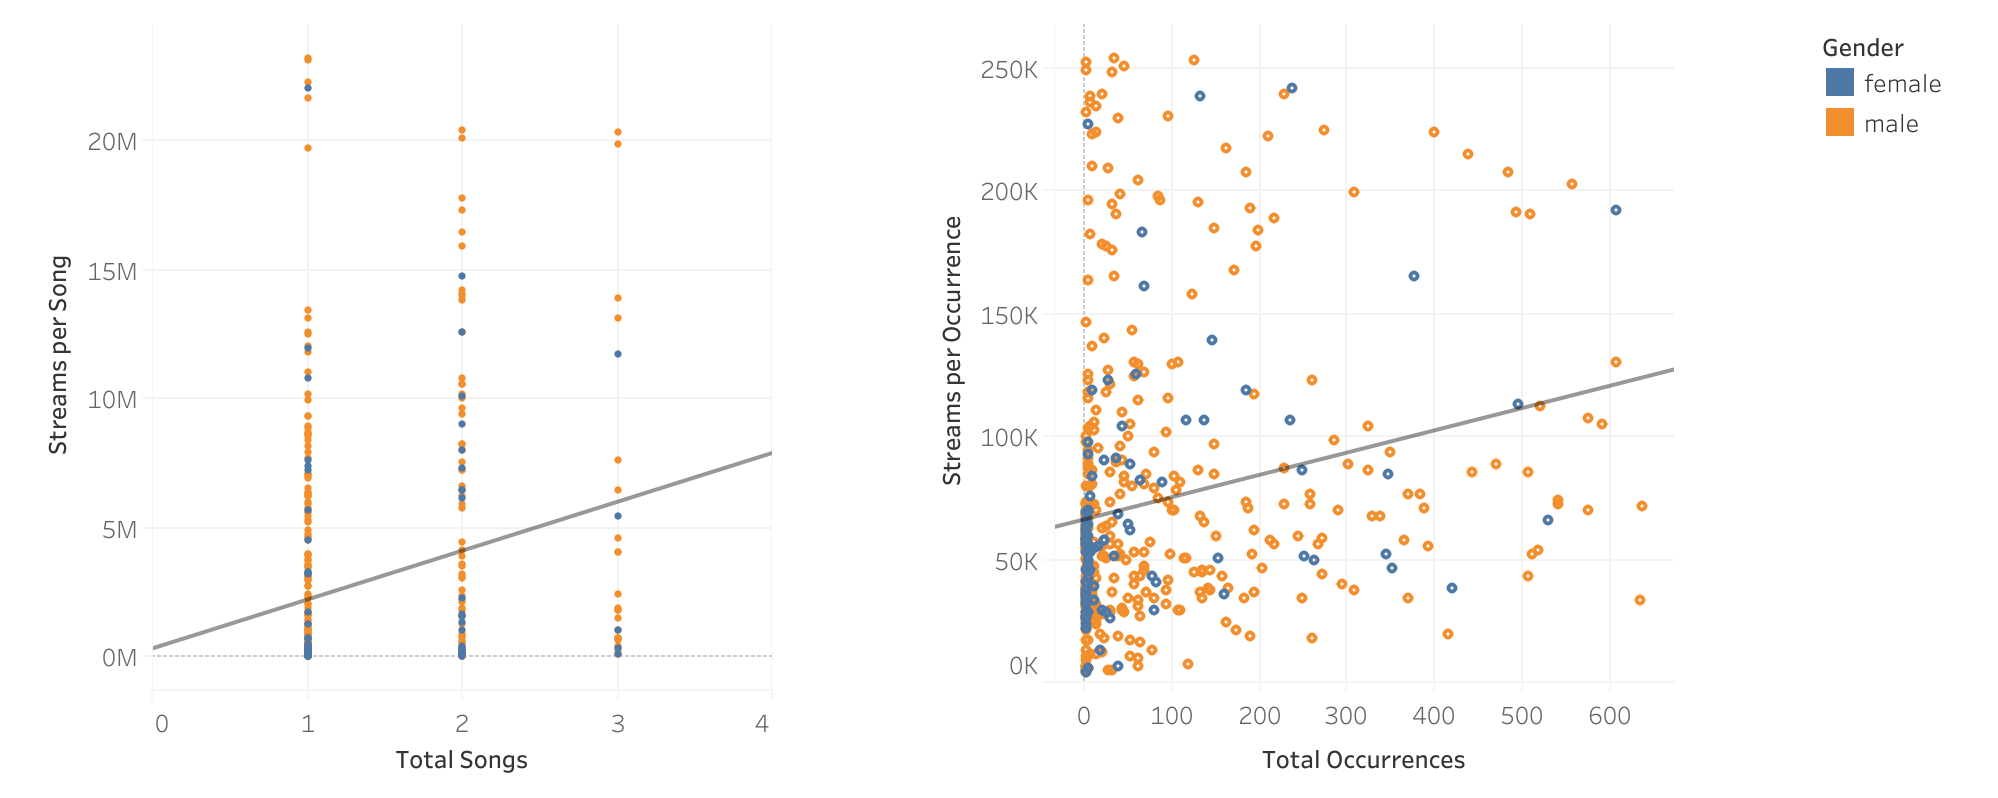 Streams per Song
20M
15M
10M
5M
0M
0 1 2 3 4
Total Songs
Streams per Occurrence
250K
200K
150K
100K
50K
0K
0 100 200 300 400 500 600
Total Occurrences
Gender
female
male